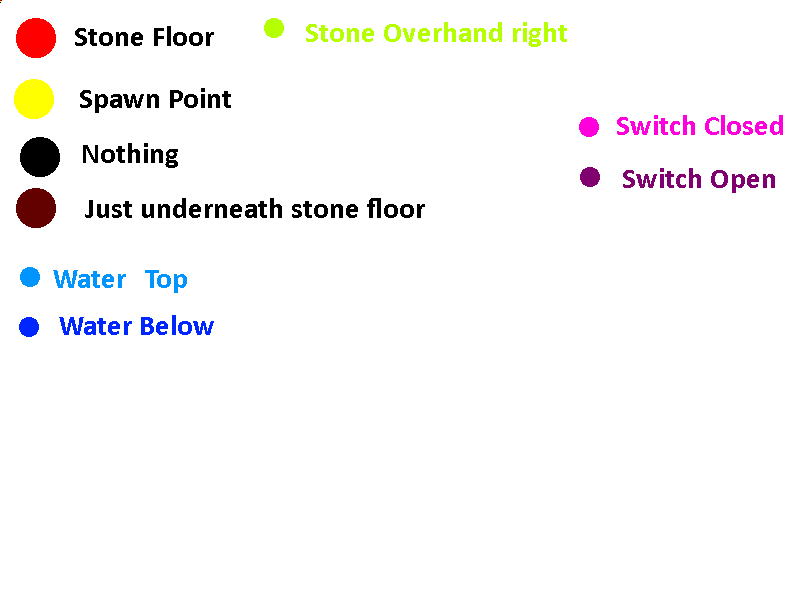 Stone Floor
Stone Overhand right
Spawn Point
Switch Closed
Nothing
Switch Open
Just underneath stone floor
Water Top
Water Below